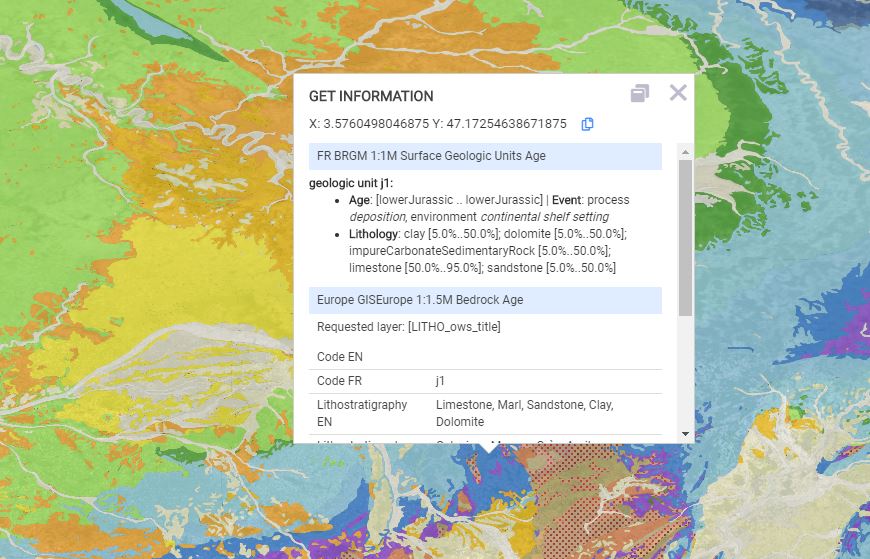 GET INFORMATION
X: 3.5760498046875 Y: 47.17254638671875
FR BRGM 1:1M Surface Geologic Units Age
geologic unit j1:
Age: [lowerJurassic .. lowerJurassic] | Event: process
deposition, environment continental shelf setting
Lithology: clay [5.0%..50.0%]; dolomite [5.0%..50.0%];
impureCarbonateSedimentaryRock [5.0%..50.0%];
limestone [50.0%..95.0%]; sandstone [5.0%..50.0%]
Europe GISEurope 1:1.5M Bedrock Age
Requested layer: [LITHO_ows_title]
Code EN
Code FR j1
Lithostratigraphy Limestone, Marl, Sandstone, Clay,
EN Dolomite